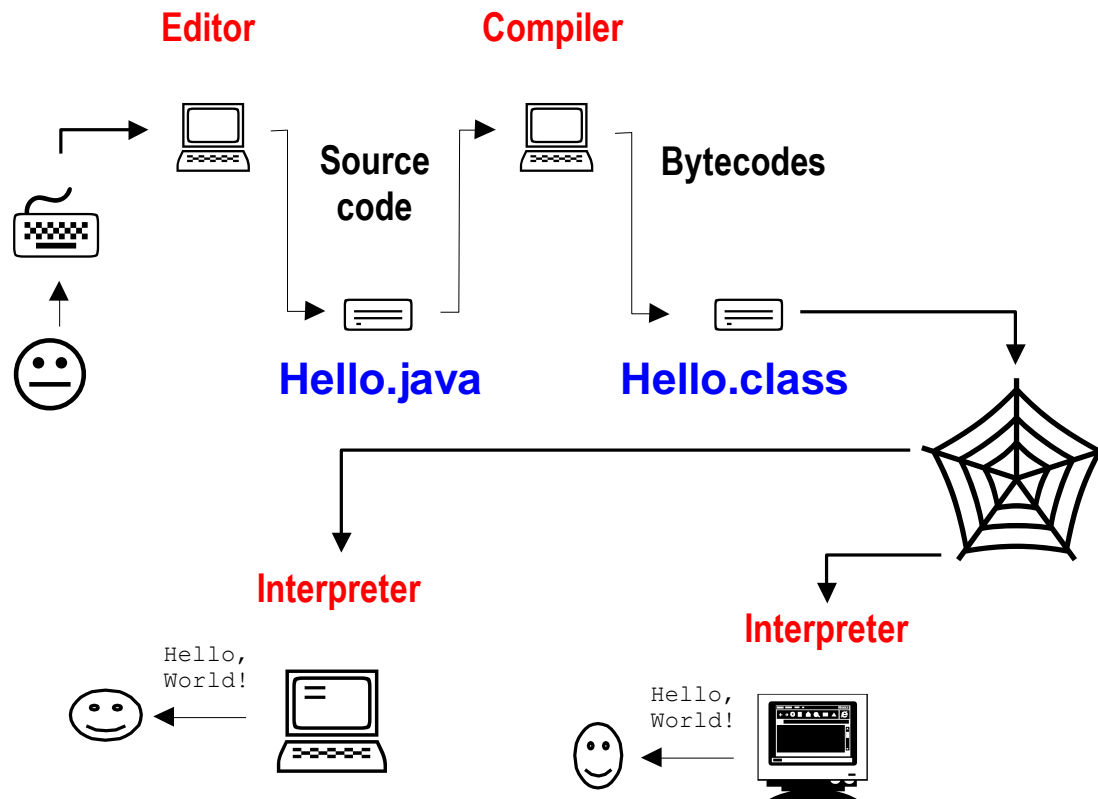 Editor
Compiler
Source
code
Bytecodes
Hello.java
Hello.class
Interpreter
Interpreter
Hello,
World!
Hello,
World!